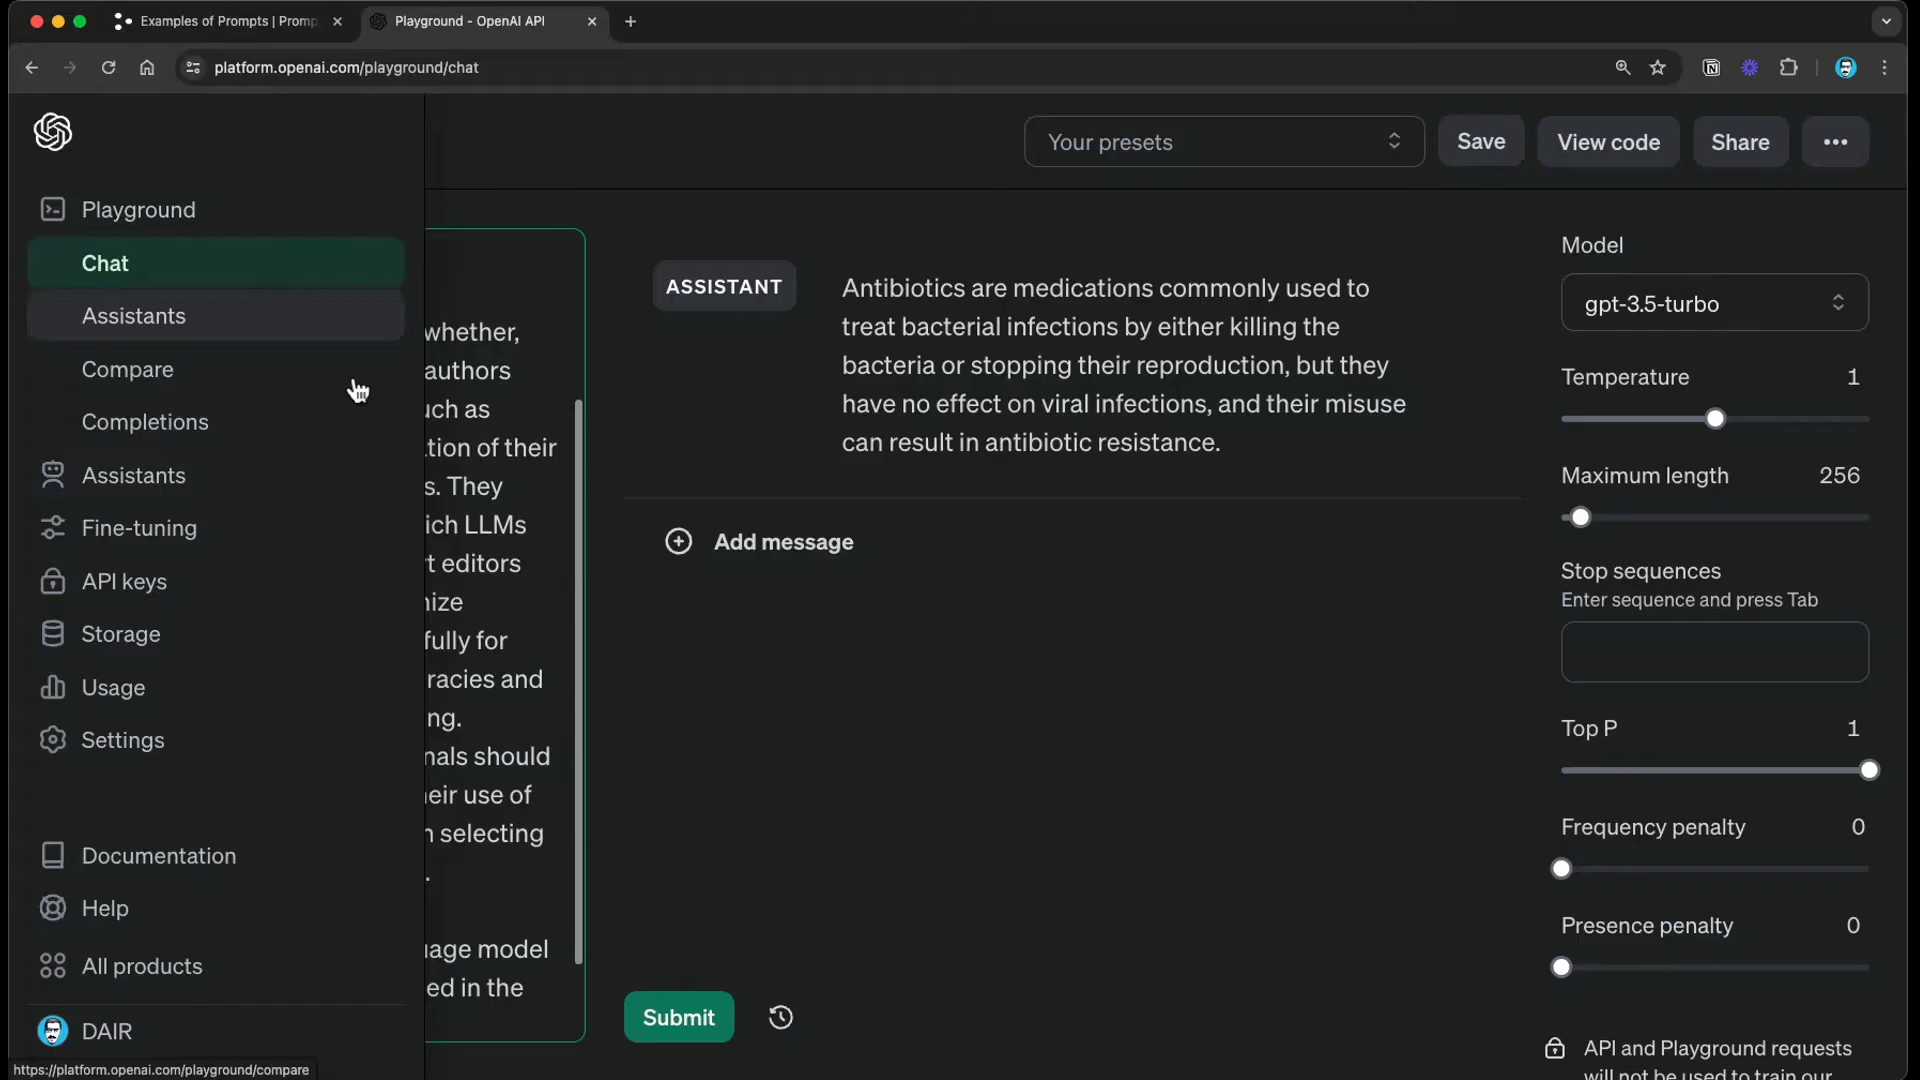 Examples of Prompts | Promp
Playground - OpenAI API
platform.openai.com/playground/chat
Your presets
Save
View code
Share
Playground
Chat
Assistants
Compare
Completions
Assistants
Fine-tuning
API keys
Storage
Usage
Settings
Documentation
Help
All products
DAIR
https://platform.openai.com/playground/compare
whether,
authors
uch as
tion of their
s. They
ich LLMs
t editors
nize
fully for
racies and
ng.
nals should
eir use of
n selecting
.
uage model
ed in the
ASSISTANT
Antibiotics are medications commonly used to
treat bacterial infections by either killing the
bacteria or stopping their reproduction, but they
have no effect on viral infections, and their misuse
can result in antibiotic resistance.
Add message
Submit
Model
gpt-3.5-turbo
Temperature 1
Maximum length 256
Stop sequences
Enter sequence and press Tab
Top P 1
Frequency penalty 0
Presence penalty 0
API and Playground requests
will not be used to train our